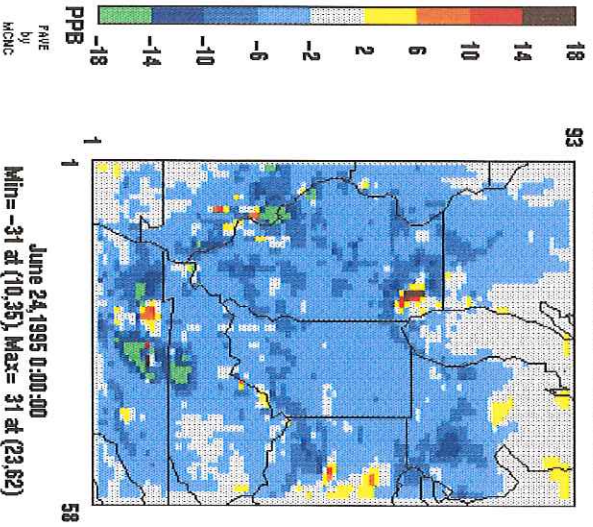 18
14
10
6
2
-2
-6
-10
-14
-18
PPB
PAVE
by
MCNC
93
1
1
58
June 24,1995 0:00:00
Min= -31 at (10,35), Max= 31 at (23,62)